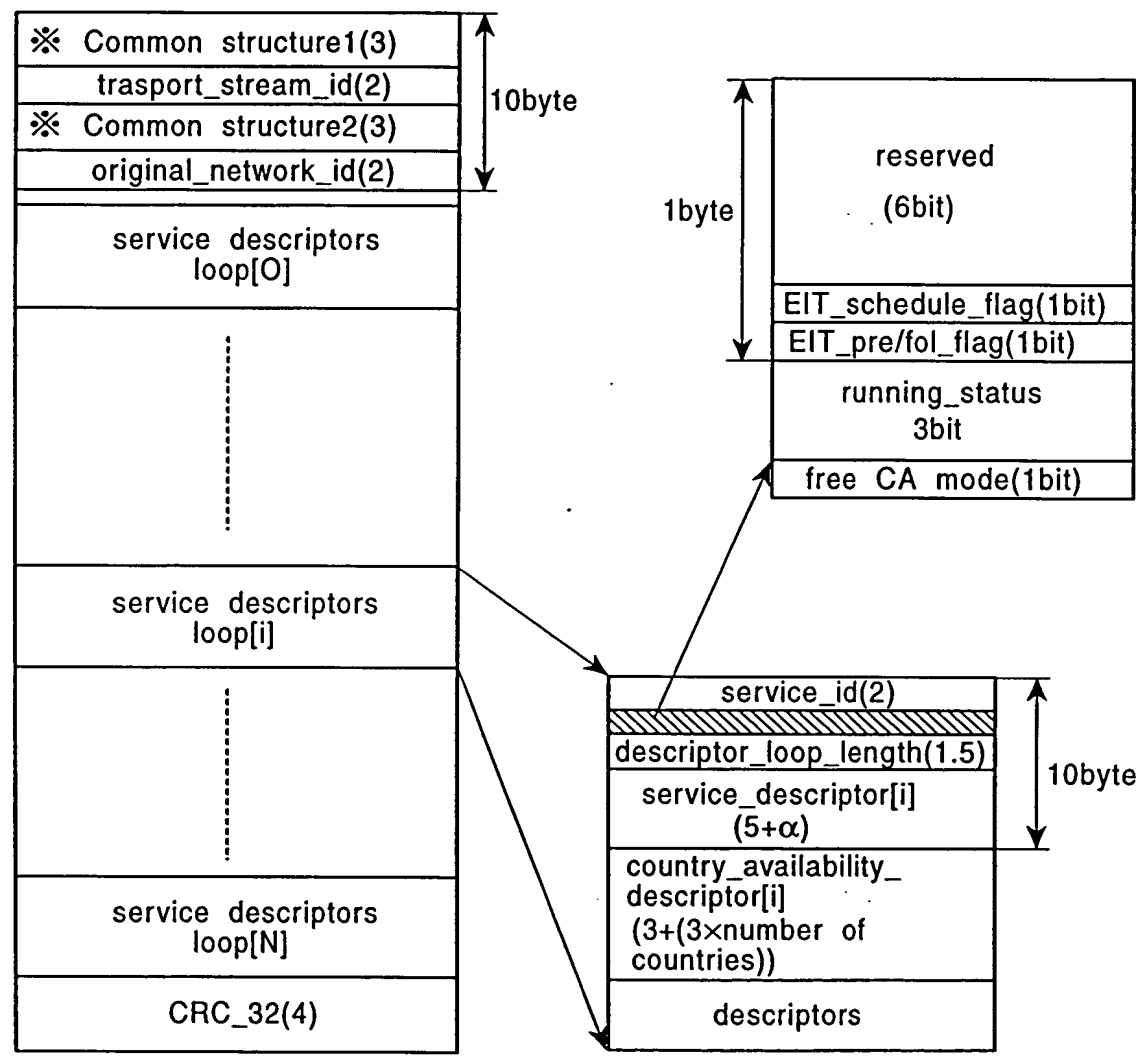 ※ Common structure1(3)
trasport_stream_id(2)
※ Common structure2(3)
original_network_id(2)
10byte
service descriptors
loop[O]
service descriptors
loop[i]
service descriptors
loop[N]
CRC_32(4)
1byte
reserved
(6bit)
EIT_schedule_flag(1bit)
EIT_pre/fol_flag(1bit)
running_status
3bit
free CA mode(1bit)
service_id(2)
descriptor_loop_length(1.5)
service_descriptor[i]
(5+α)
10byte
country_availability_
descriptor[i]
(3+(3×number of
countries))
descriptors